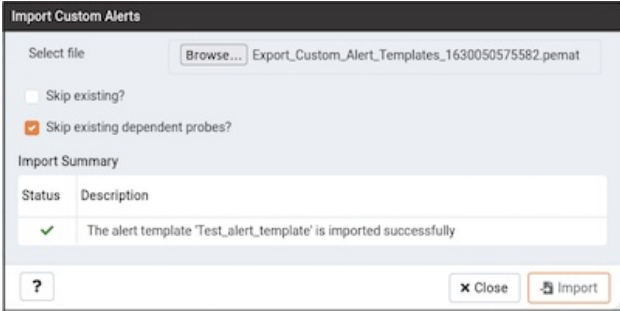 Import Custom Alerts
Select file
Browse... Export_Custom_Alert_Templates_1630050575582.pemat
Skip existing?
Skip existing dependent probes?
Import Summary
Status Description
The alert template 'Test_alert_template' is imported successfully
? × Close Import